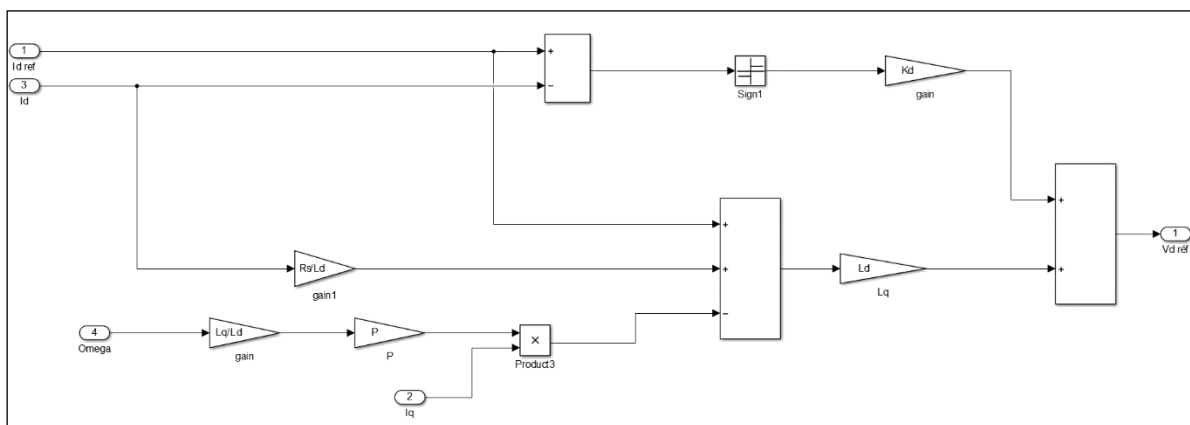 1
Id ref
3
Id
+
−
Sign1
Kd
gain
+
+
−
Rs/Ld
gain1
Ld
Lq
+
+
1
Vd réf
4
Omega
Lq/Ld
gain
P
P
×
Product3
2
Iq